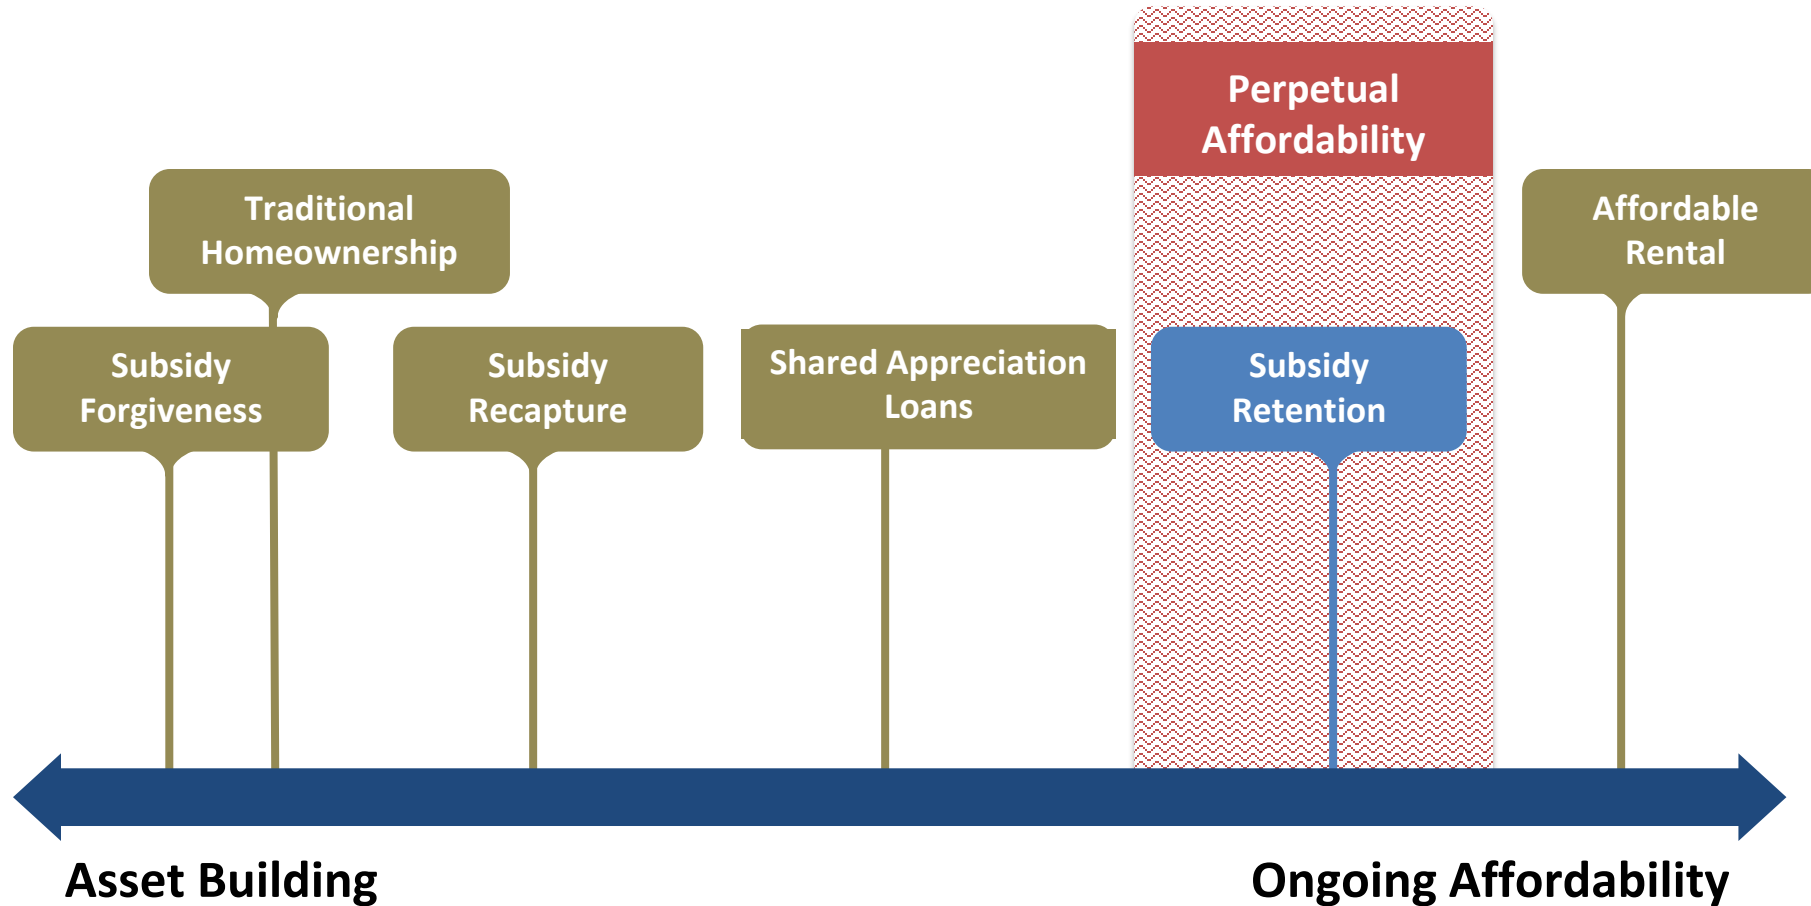 Perpetual
Affordability
Traditional
Homeownership
Affordable
Rental
Subsidy
Forgiveness
Subsidy
Recapture
Shared Appreciation
Loans
Subsidy
Retention
Asset Building
Ongoing Affordability